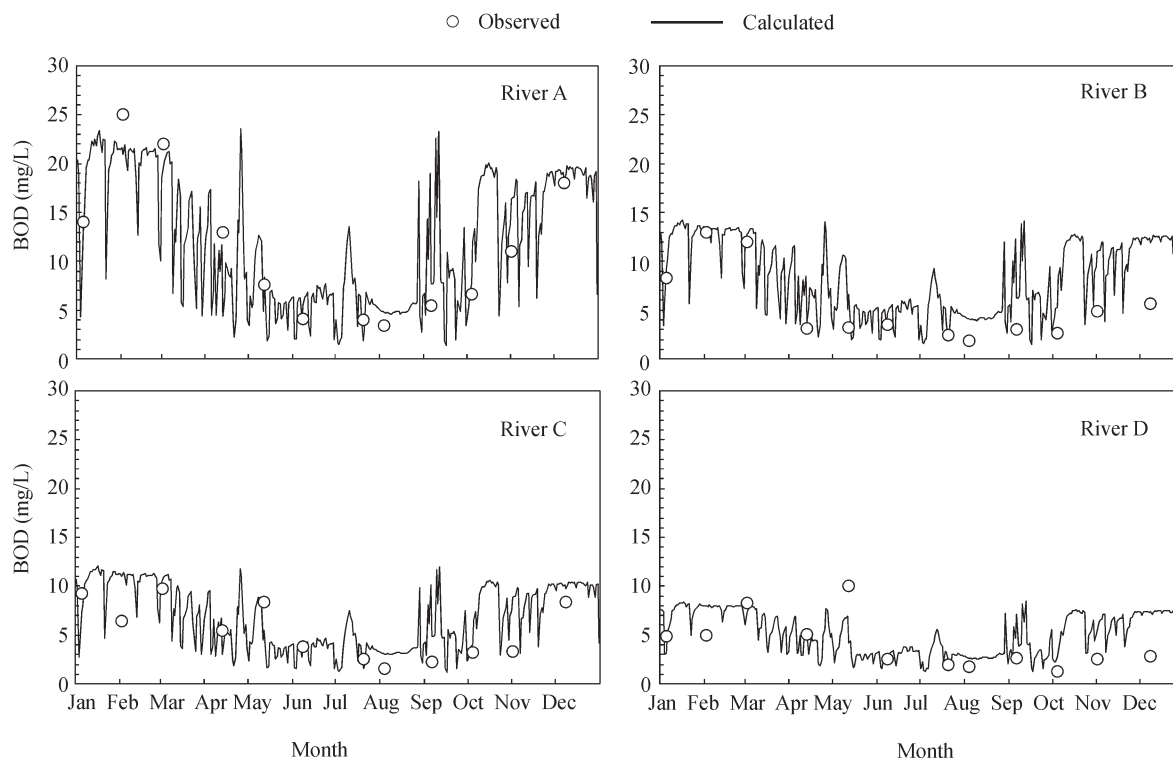 Observed Calculated
30 River A
25
20
15
10
5
0
BOD (mg/L)
30 River B
25
20
15
10
5
0
30 River C
25
20
15
10
5
0
BOD (mg/L)
Jan Feb Mar Apr May Jun Jul Aug Sep Oct Nov Dec
Month
30 River D
25
20
15
10
5
0
Jan Feb Mar Apr May Jun Jul Aug Sep Oct Nov Dec
Month